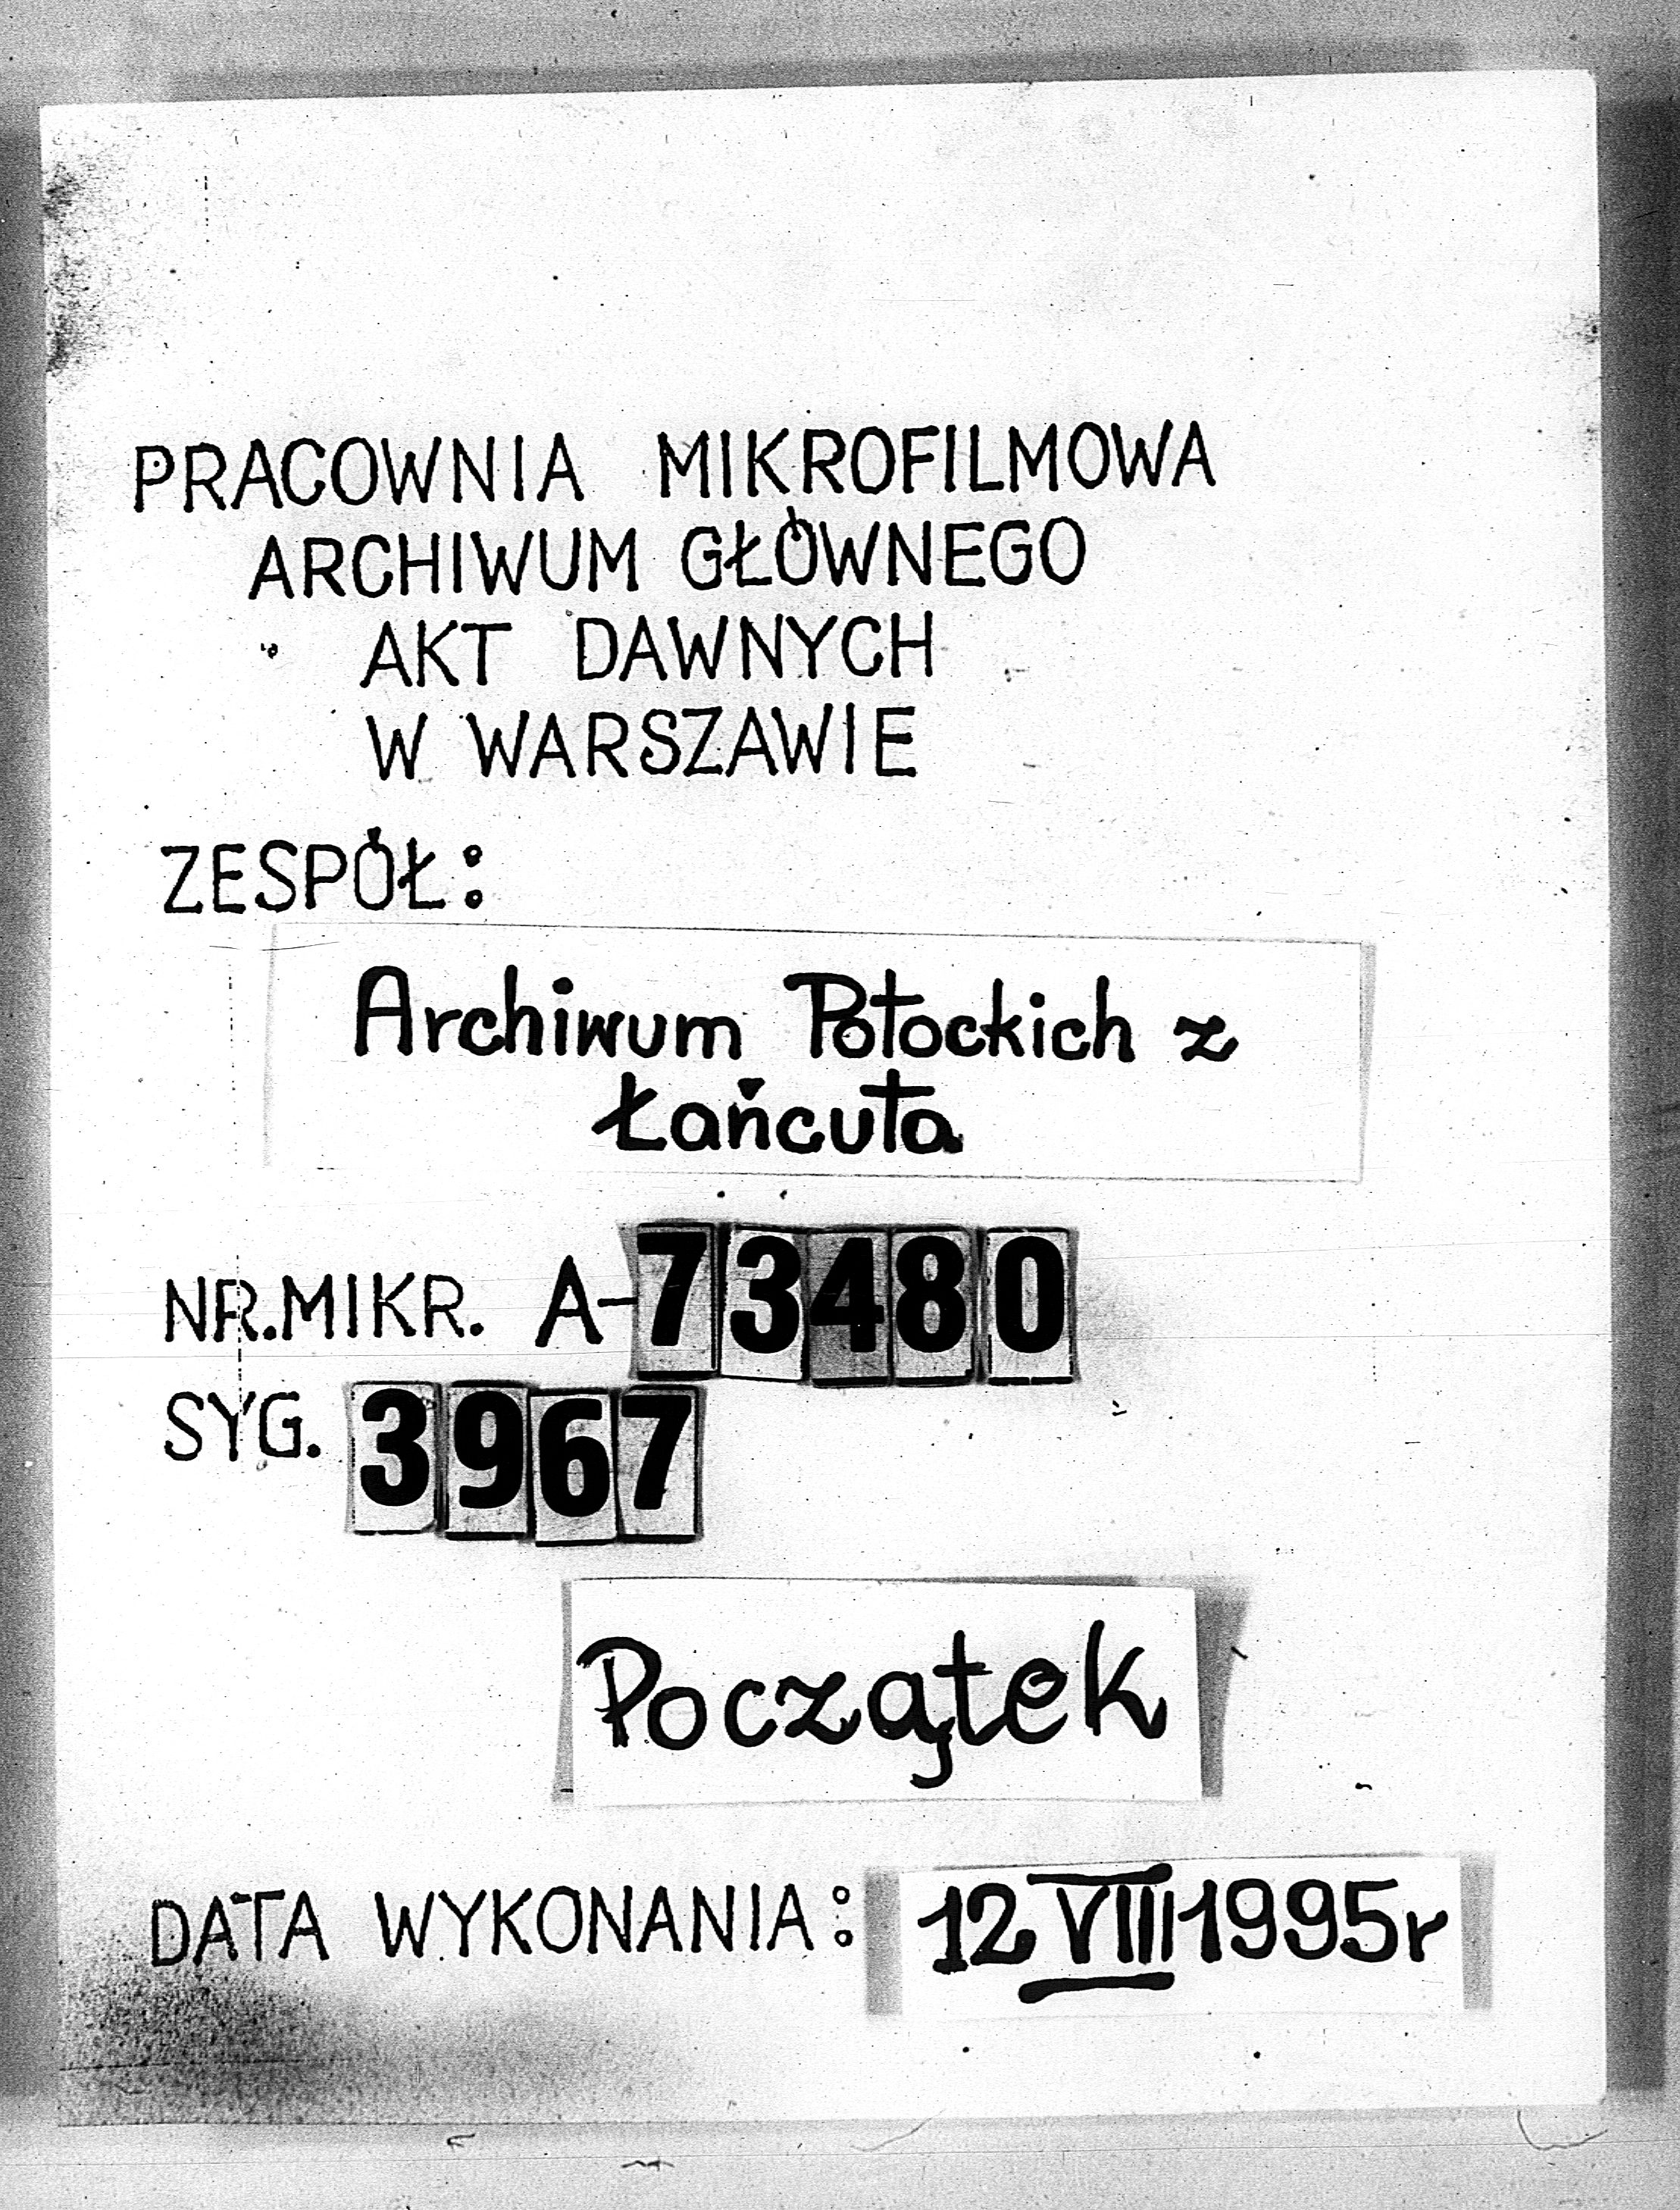 PRACOWNIA MIKROFILMOWA
ARCHIWUM GŁÓWNEGO
AKT DAWNYCH
W WARSZAWIE
ZESPÓŁ:
Archiwum Potockich z
Łańcuta
NR.MIKR. A-73480
SYG. 3967
Początek
DATA WYKONANIA: 12 VIII 1995r